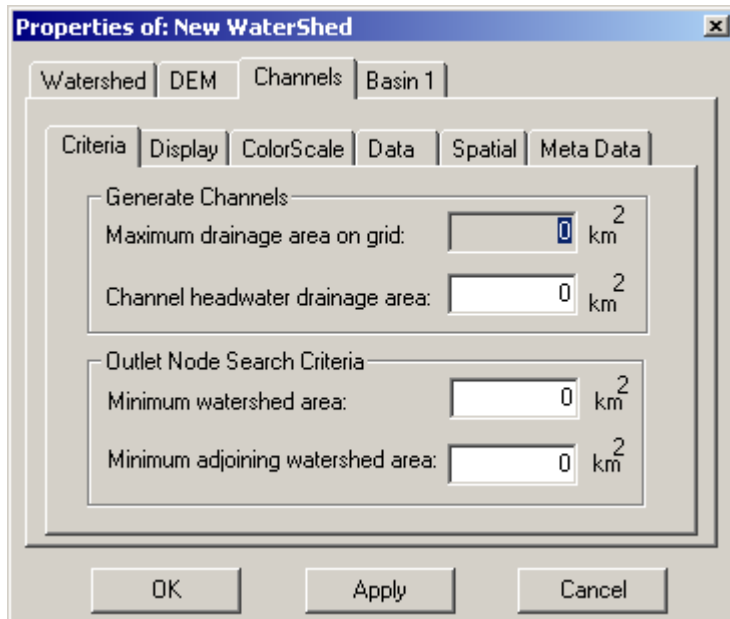 Properties of: New WaterShed
Watershed DEM Channels Basin 1
Criteria Display ColorScale Data Spatial Meta Data
Generate Channels
Maximum drainage area on grid: 0 km2
Channel headwater drainage area: 0 km2
Outlet Node Search Criteria
Minimum watershed area: 0 km2
Minimum adjoining watershed area: 0 km2
OK Apply Cancel